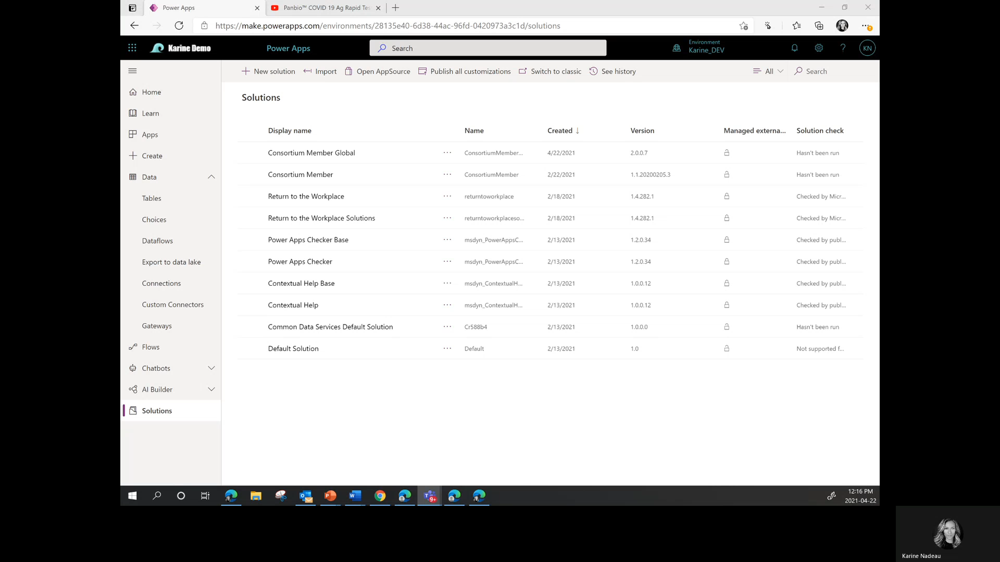 Power Apps
Panbio™ COVID 19 Ag Rapid Tes
https://make.powerapps.com/environments/28135e40-6d38-44ac-96fd-0420973a3c1d/solutions
Karine Demo
Power Apps
Search
Environment
Karine_DEV
KN
New solution
Import
Open AppSource
Publish all customizations
Switch to classic
See history
All
Search
Home
Learn
Apps
Create
Data
Tables
Choices
Dataflows
Export to data lake
Connections
Custom Connectors
Gateways
Flows
Chatbots
AI Builder
Solutions
Solutions
Display name Name Created ↓ Version Managed externa... Solution check
Consortium Member Global ··· ConsortiumMember... 4/22/2021 2.0.0.7 Hasn't been run
Consortium Member ··· ConsortiumMember 2/22/2021 1.1.20200205.3 Hasn't been run
Return to the Workplace ··· returntoworkplace 2/18/2021 1.4.282.1 Checked by Micr...
Return to the Workplace Solutions ··· returntoworkplaceso... 2/18/2021 1.4.282.1 Checked by Micr...
Power Apps Checker Base ··· msdyn_PowerAppsC... 2/13/2021 1.2.0.34 Checked by publ...
Power Apps Checker ··· msdyn_PowerAppsC... 2/13/2021 1.2.0.34 Checked by publ...
Contextual Help Base ··· msdyn_ContextualH... 2/13/2021 1.0.0.12 Checked by publ...
Contextual Help ··· msdyn_ContextualH... 2/13/2021 1.0.0.12 Checked by publ...
Common Data Services Default Solution ··· Cr588b4 2/13/2021 1.0.0.0 Hasn't been run
Default Solution ··· Default 2/13/2021 1.0 Not supported f...
9+
12:16 PM
2021-04-22
Karine Nadeau